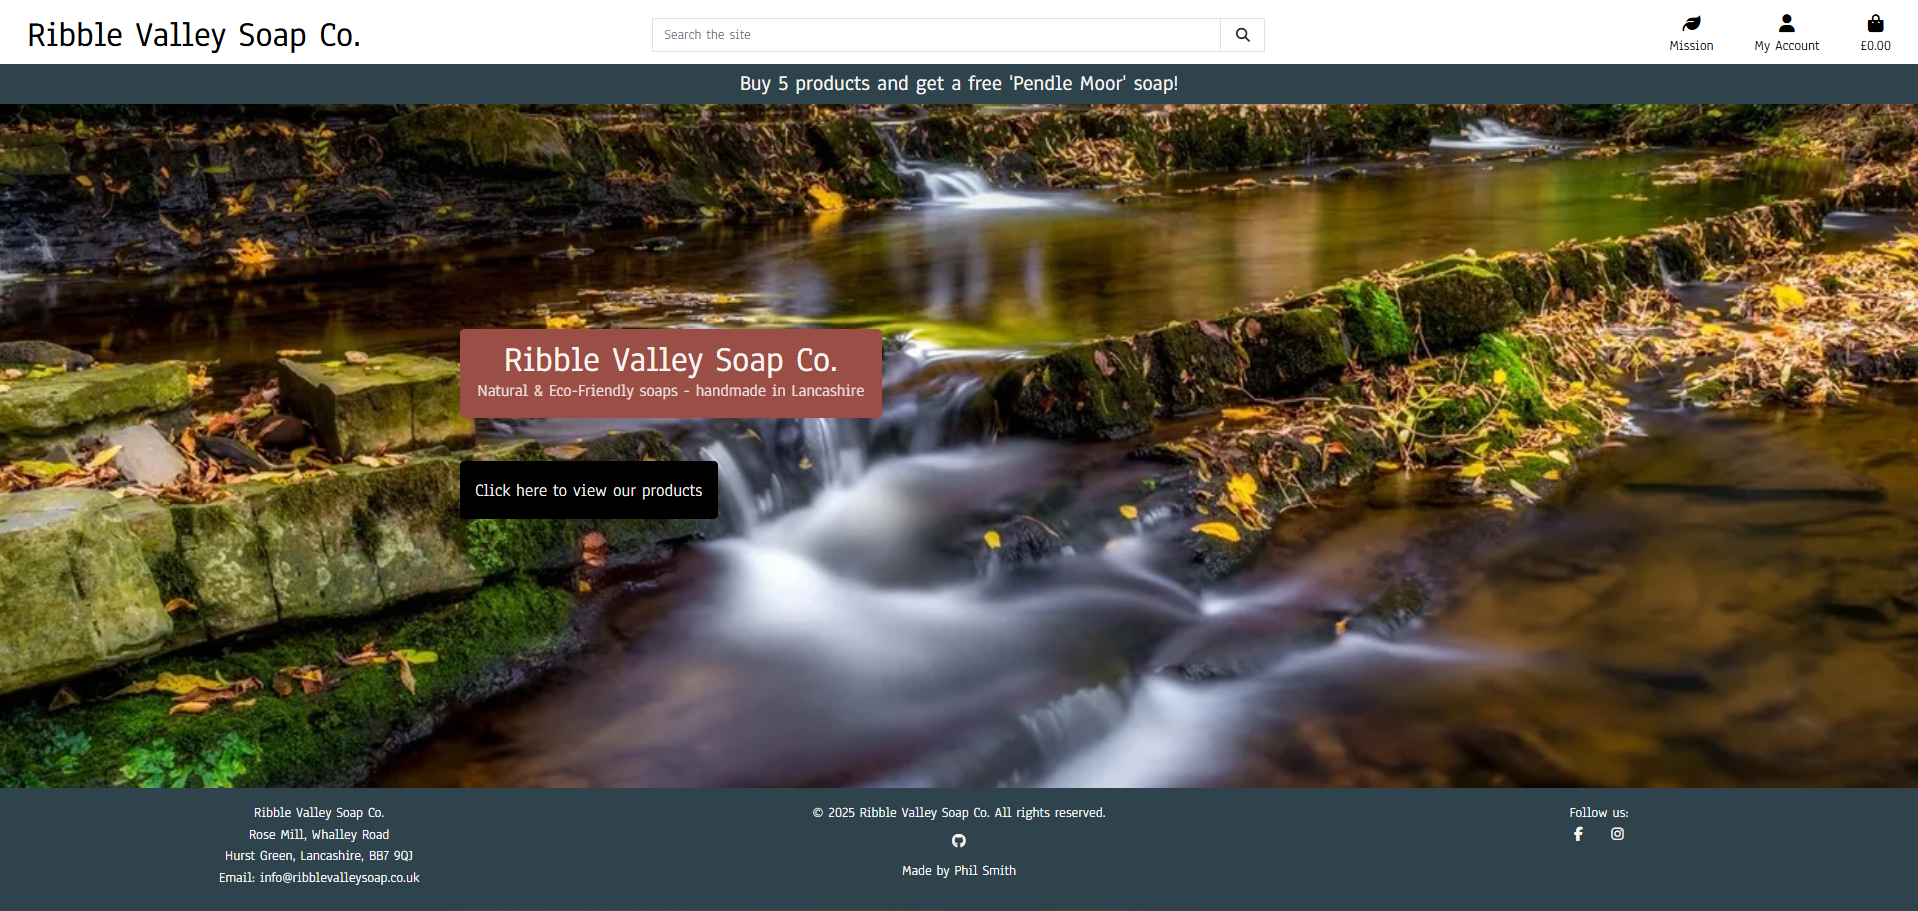 Ribble Valley Soap Co.
Search the site
Mission
My Account
£0.00
Buy 5 products and get a free 'Pendle Moor' soap!
Ribble Valley Soap Co.
Natural & Eco-Friendly soaps - handmade in Lancashire
Click here to view our products
Ribble Valley Soap Co.
Rose Mill, Whalley Road
Hurst Green, Lancashire, BB7 9QJ
Email: info@ribblevalleysoap.co.uk
© 2025 Ribble Valley Soap Co. All rights reserved.
Made by Phil Smith
Follow us: